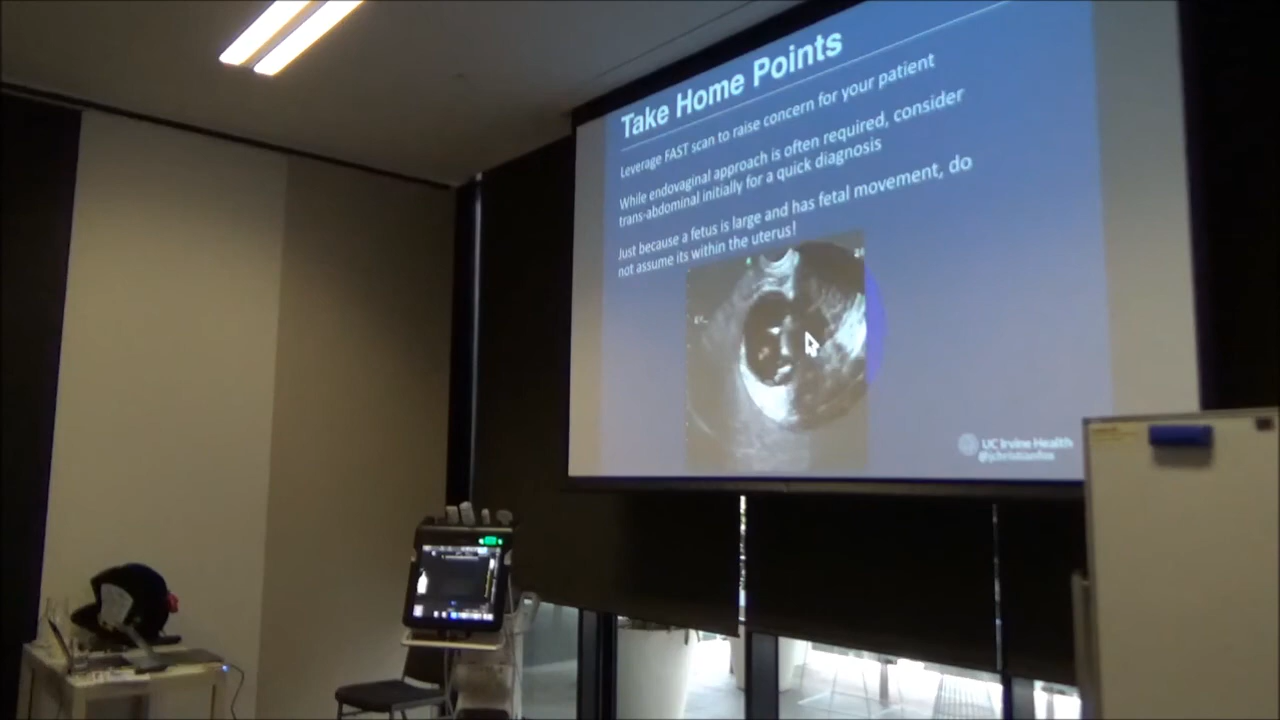 Take Home Points
Leverage FAST scan to raise concern for your patient
While endovaginal approach is often required, consider
trans-abdominal initially for a quick diagnosis
Just because a fetus is large and has fetal movement, do
not assume its within the uterus!
UC Irvine Health
@jchristianfox